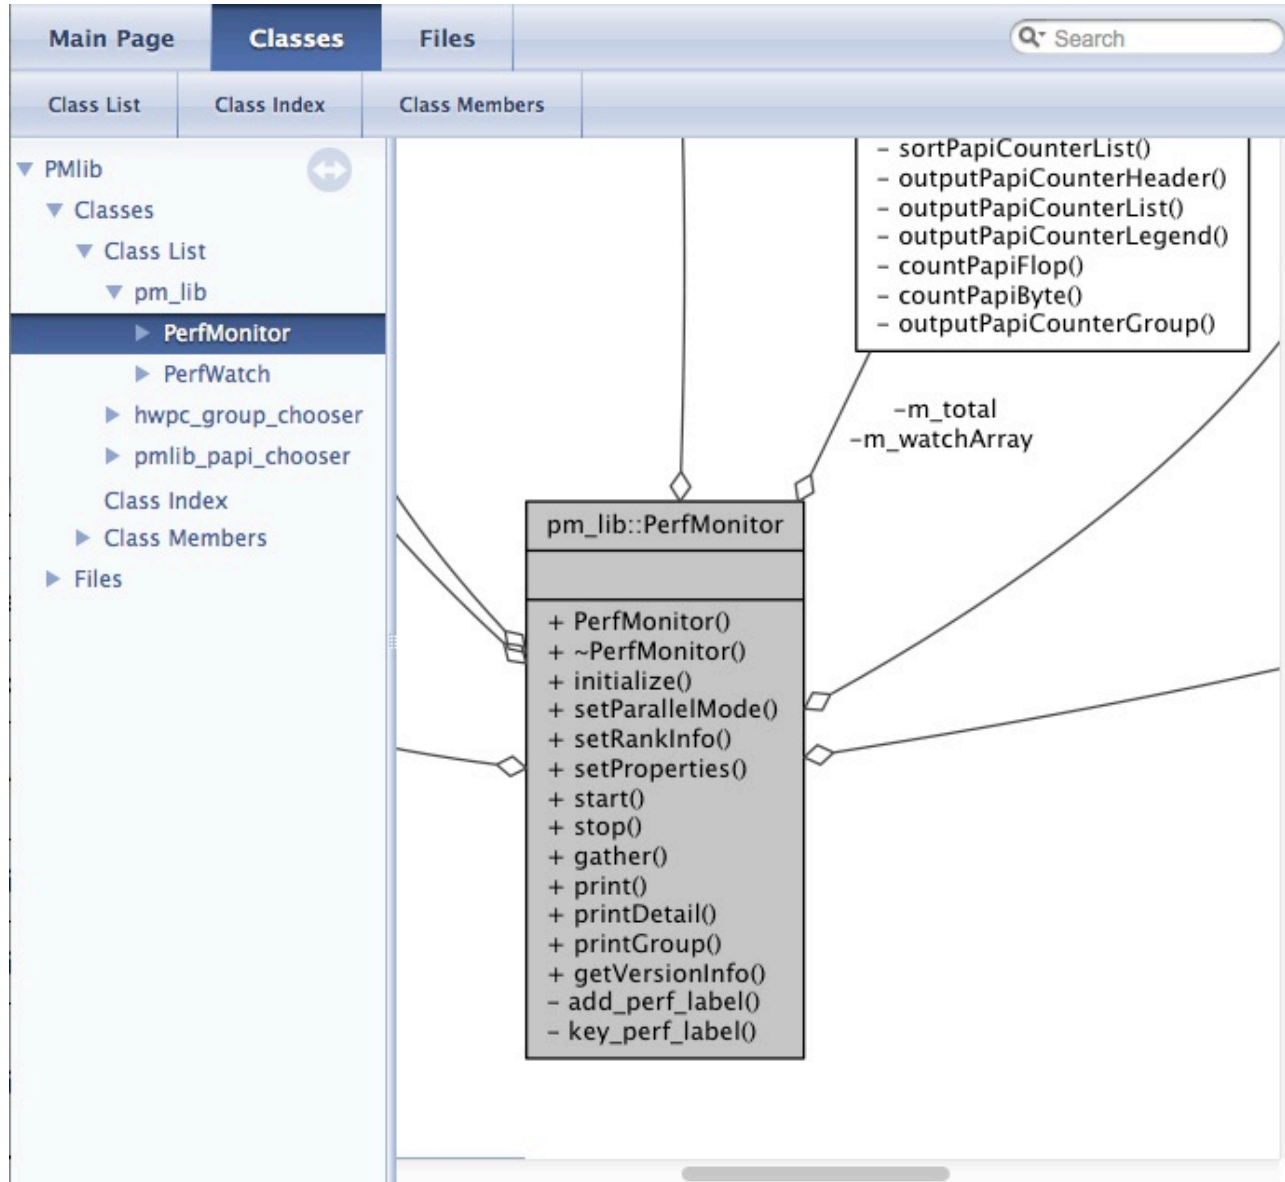 Main Page
Classes
Files
Search
Class List
Class Index
Class Members
PMlib
Classes
Class List
pm_lib
PerfMonitor
PerfWatch
hwpc_group_chooser
pmlib_papi_chooser
Class Index
Class Members
Files
- sortPapiCounterList()
- outputPapiCounterHeader()
- outputPapiCounterList()
- outputPapiCounterLegend()
- countPapiFlop()
- countPapiByte()
- outputPapiCounterGroup()
-m_total
-m_watchArray
pm_lib::PerfMonitor
+ PerfMonitor()
+ ~PerfMonitor()
+ initialize()
+ setParallelMode()
+ setRankInfo()
+ setProperties()
+ start()
+ stop()
+ gather()
+ print()
+ printDetail()
+ printGroup()
+ getVersionInfo()
- add_perf_label()
- key_perf_label()